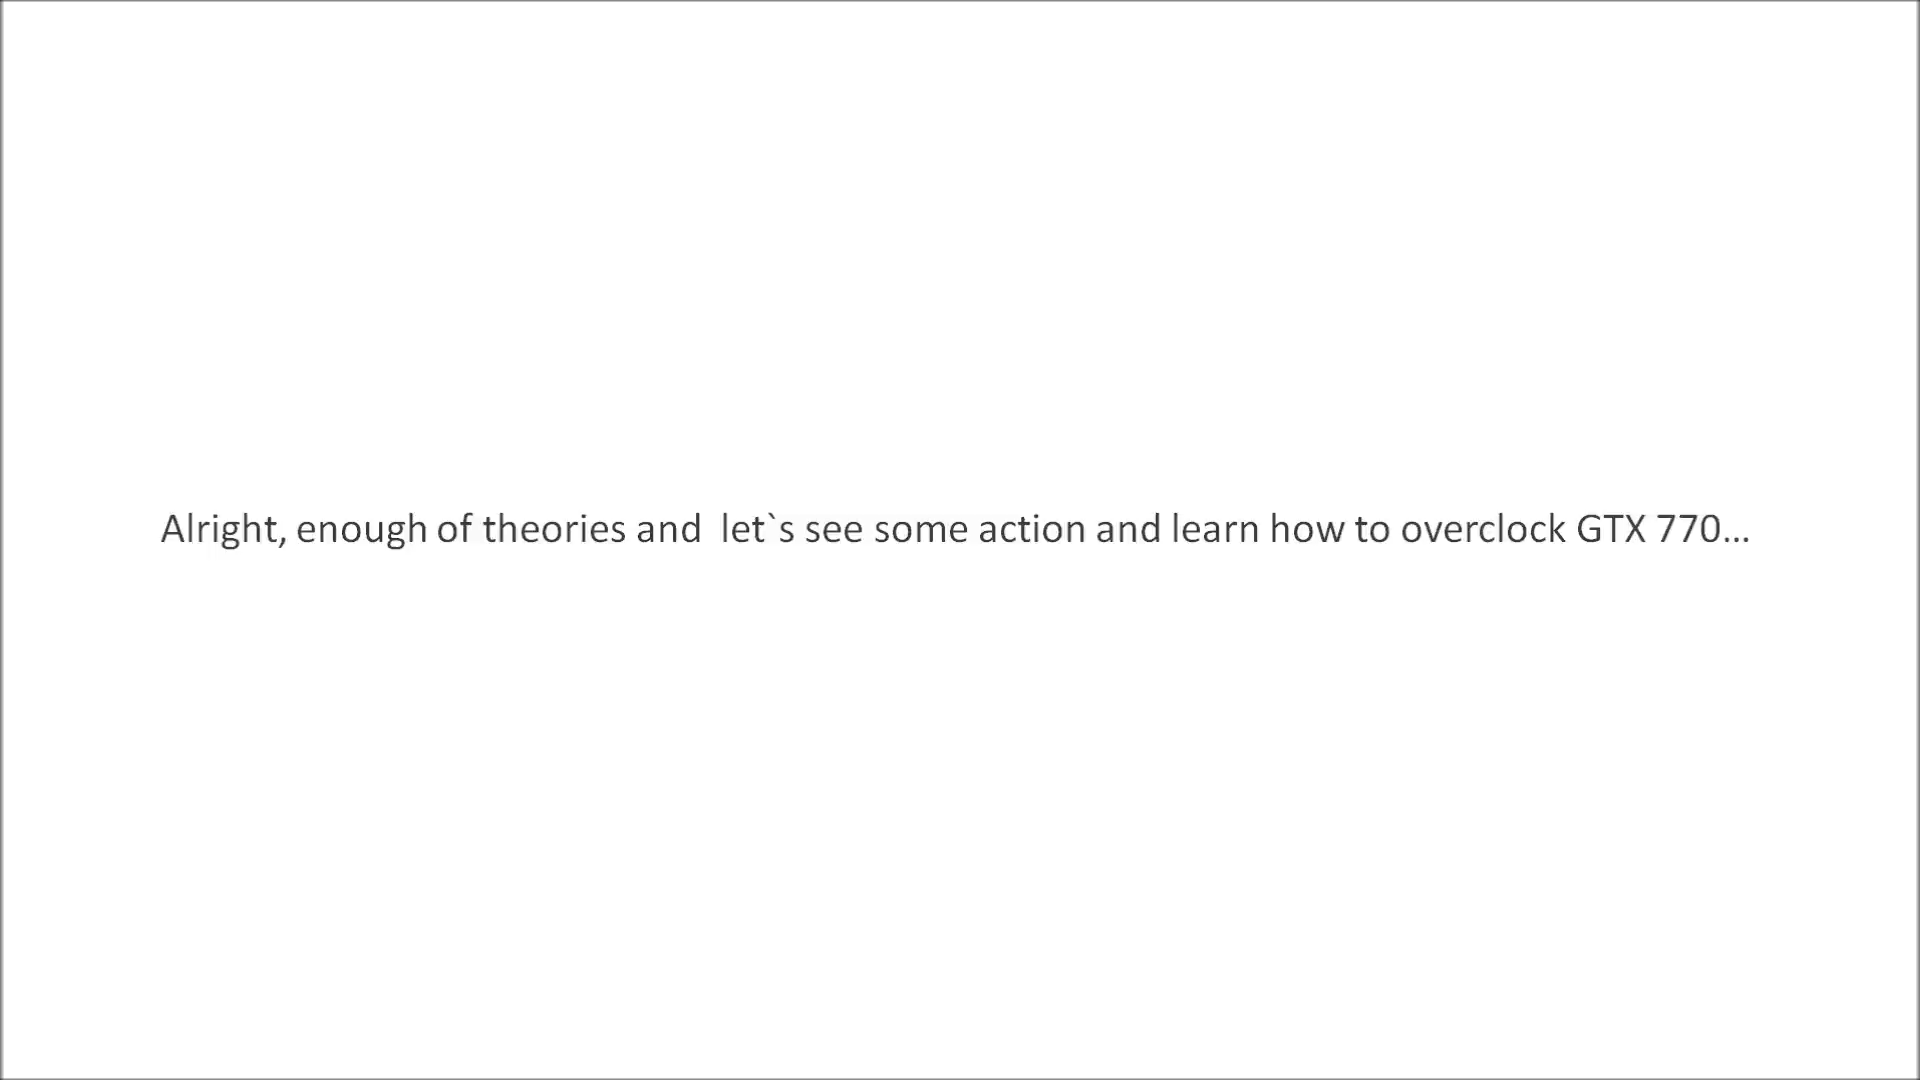 Alright, enough of theories and  let`s see some action and learn how to overclock GTX 770...